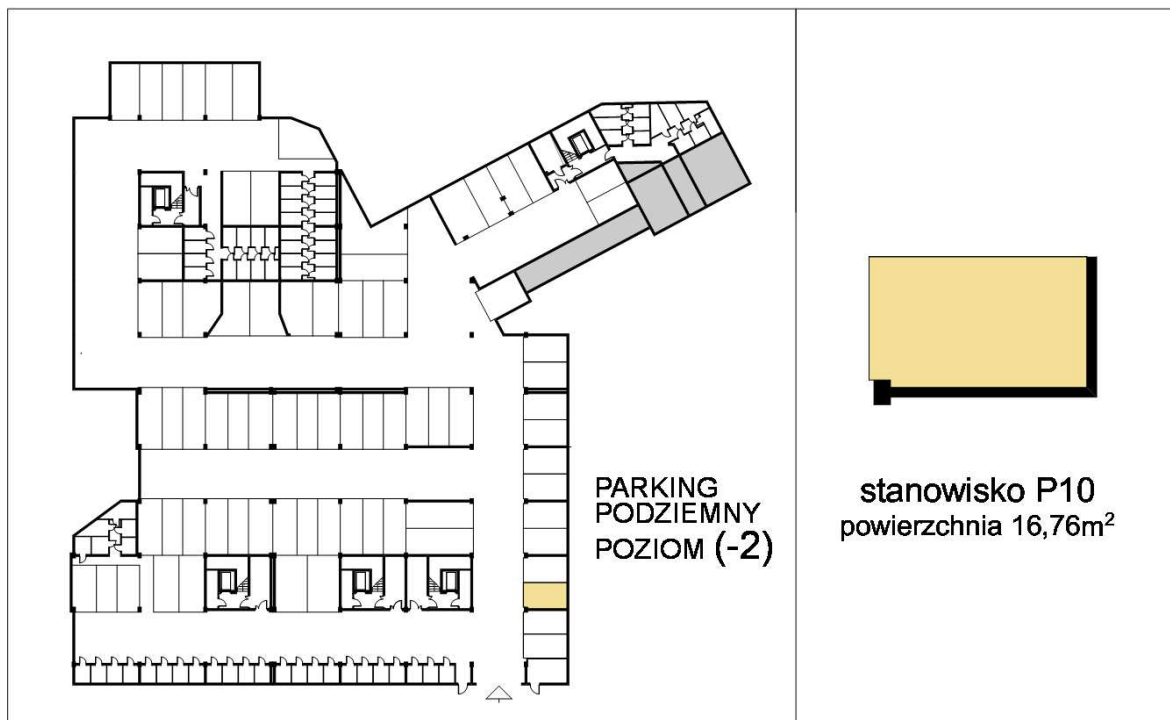 PARKING
PODZIEMNY
POZIOM (-2)
stanowisko P10
powierzchnia 16,76m²